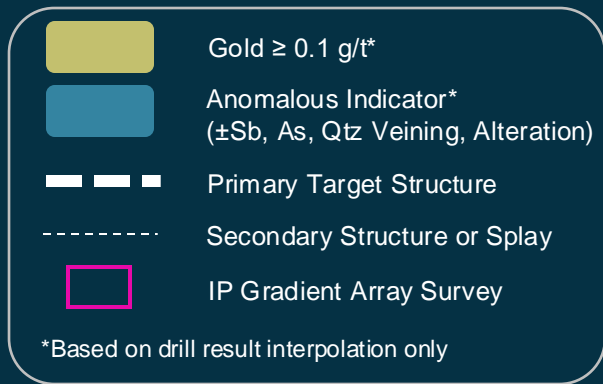 Gold ≥ 0.1 g/t*
Anomalous Indicator*
(±Sb, As, Qtz Veining, Alteration)
Primary Target Structure
Secondary Structure or Splay
IP Gradient Array Survey
*Based on drill result interpolation only